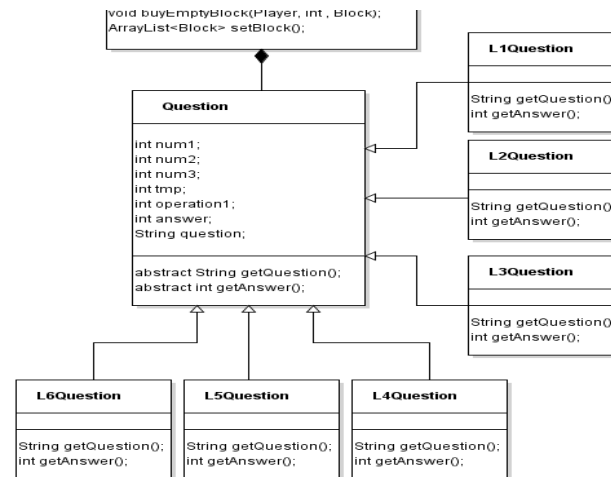 void buyEmptyBlock(Player, int , Block);
ArrayList<Block> setBlock();
Question
int num1;
int num2;
int num3;
int tmp;
int operation1;
int answer;
String question;
abstract String getQuestion();
abstract int getAnswer();
L1Question
String getQuestion();
int getAnswer();
L2Question
String getQuestion();
int getAnswer();
L3Question
String getQuestion();
int getAnswer();
L6Question
String getQuestion();
int getAnswer();
L5Question
String getQuestion();
int getAnswer();
L4Question
String getQuestion();
int getAnswer();